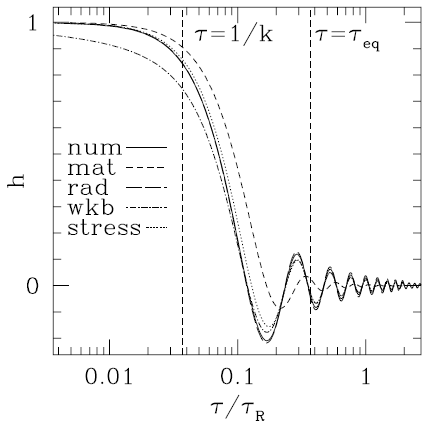 1
τ=1/k
τ=τ_eq
num
mat
rad
wkb
stress
h
0
0.01
0.1
1
τ/τ_R